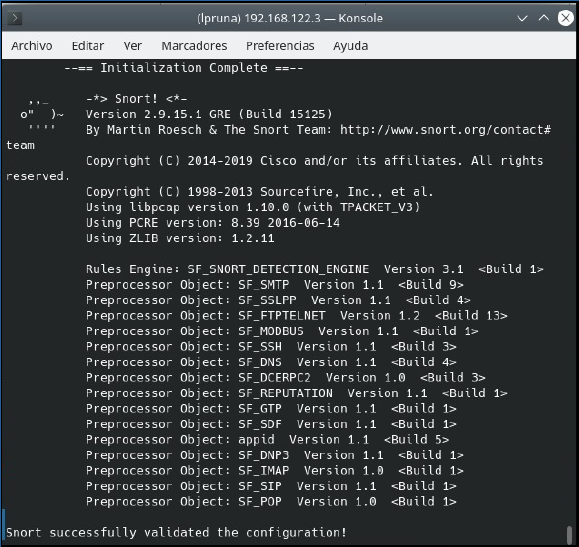 (lpruna) 192.168.122.3 — Konsole
Archivo Editar Ver Marcadores Preferencias Ayuda
--== Initialization Complete ==--
,,_ -*> Snort! <*-
o" )~ Version 2.9.15.1 GRE (Build 15125)
'''' By Martin Roesch & The Snort Team: http://www.snort.org/contact#
team
Copyright (C) 2014-2019 Cisco and/or its affiliates. All rights
reserved.
Copyright (C) 1998-2013 Sourcefire, Inc., et al.
Using libpcap version 1.10.0 (with TPACKET_V3)
Using PCRE version: 8.39 2016-06-14
Using ZLIB version: 1.2.11
Rules Engine: SF_SNORT_DETECTION_ENGINE Version 3.1 <Build 1>
Preprocessor Object: SF_SMTP Version 1.1 <Build 9>
Preprocessor Object: SF_SSLPP Version 1.1 <Build 4>
Preprocessor Object: SF_FTPTELNET Version 1.2 <Build 13>
Preprocessor Object: SF_MODBUS Version 1.1 <Build 1>
Preprocessor Object: SF_SSH Version 1.1 <Build 3>
Preprocessor Object: SF_DNS Version 1.1 <Build 4>
Preprocessor Object: SF_DCERPC2 Version 1.0 <Build 3>
Preprocessor Object: SF_REPUTATION Version 1.1 <Build 1>
Preprocessor Object: SF_GTP Version 1.1 <Build 1>
Preprocessor Object: SF_SDF Version 1.1 <Build 1>
Preprocessor Object: appid Version 1.1 <Build 5>
Preprocessor Object: SF_DNP3 Version 1.1 <Build 1>
Preprocessor Object: SF_IMAP Version 1.0 <Build 1>
Preprocessor Object: SF_SIP Version 1.1 <Build 1>
Preprocessor Object: SF_POP Version 1.0 <Build 1>
Snort successfully validated the configuration!